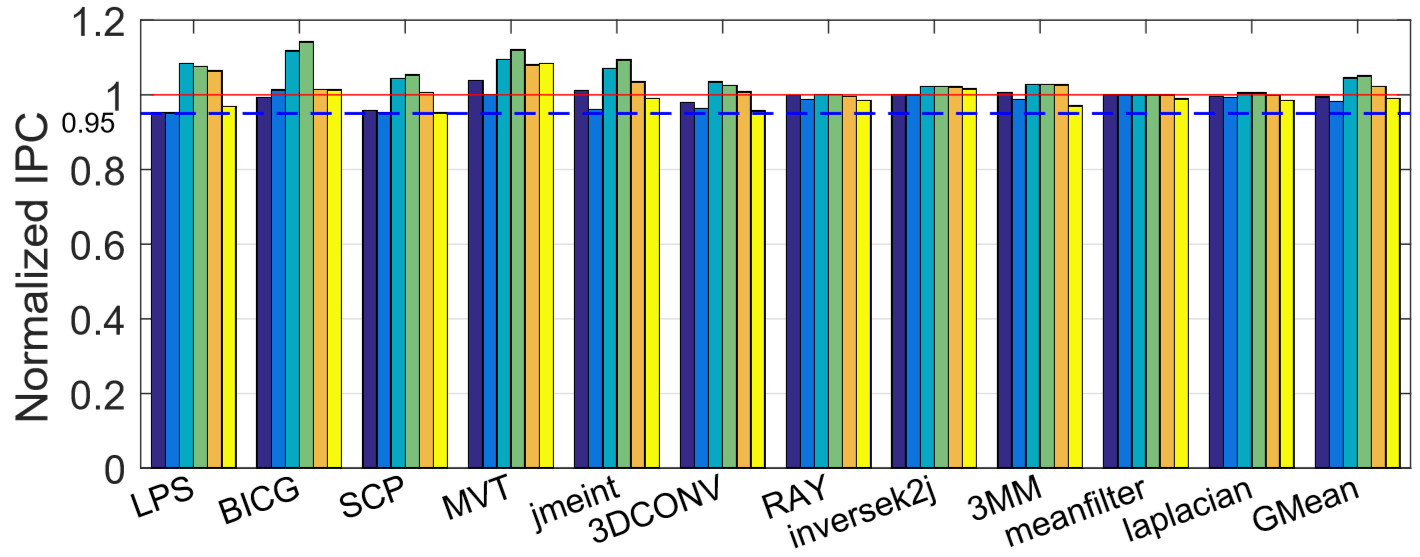 Normalized IPC
1.2
1
0.95
0.8
0.6
0.4
0.2
0
LPS
BICG
SCP
MVT
jmeint
3DCONV
RAY
inversek2j
3MM
meanfilter
laplacian
GMean